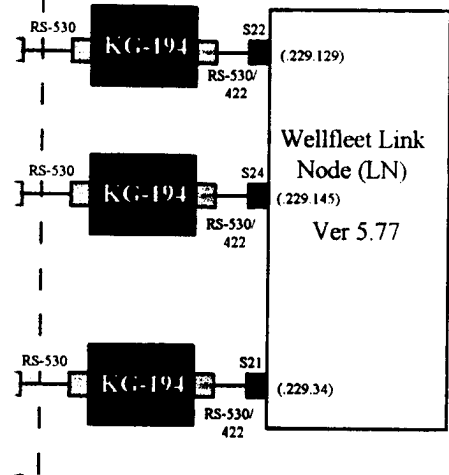 RS-530
KG-194
RS-530/
422
S22
(.229.129)
Wellfleet Link
Node (LN)
Ver 5.77
RS-530
KG-194
RS-530/
422
S24
(.229.145)
RS-530
KG-194
RS-530/
422
S21
(.229.34)